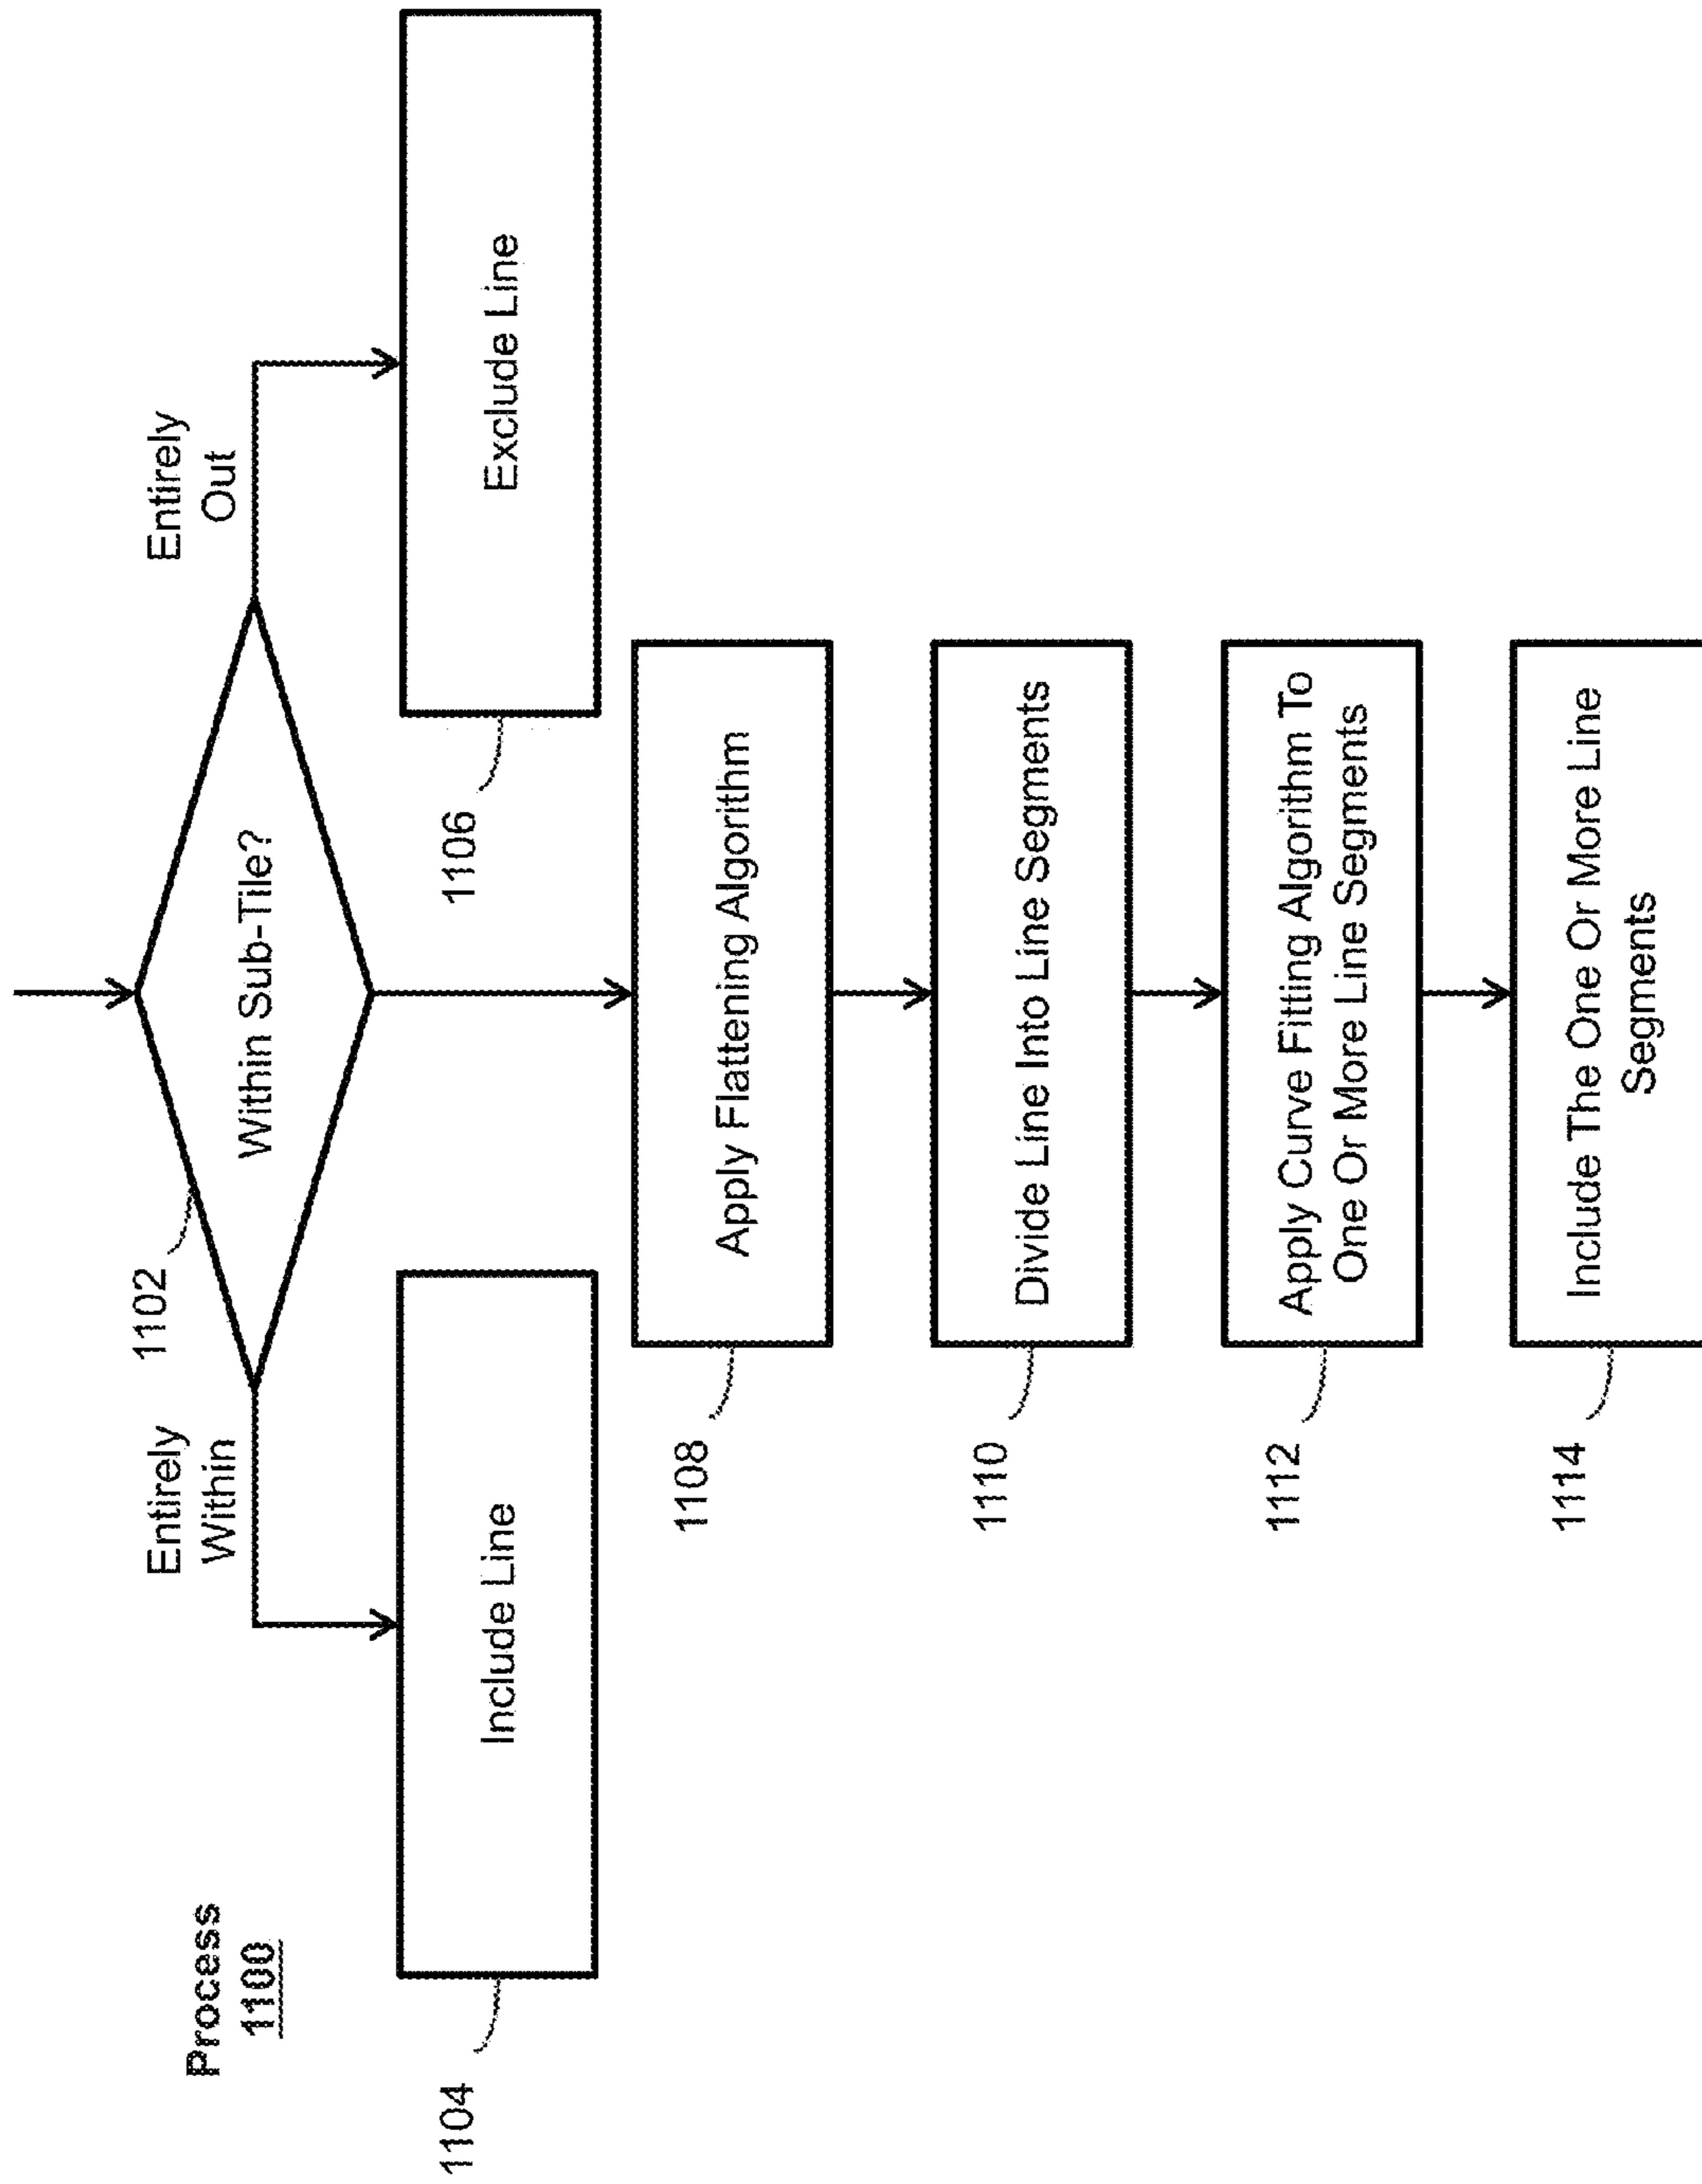 Process
1100
1102
Within Sub-Tile?
Entirely
Within
Entirely
Out
1104
Include Line
1106
Exclude Line
1108
Apply Flattening Algorithm
1110
Divide Line Into Line Segments
1112
Apply Curve Fitting Algorithm To
One Or More Line Segments
1114
Include The One Or More Line
Segments